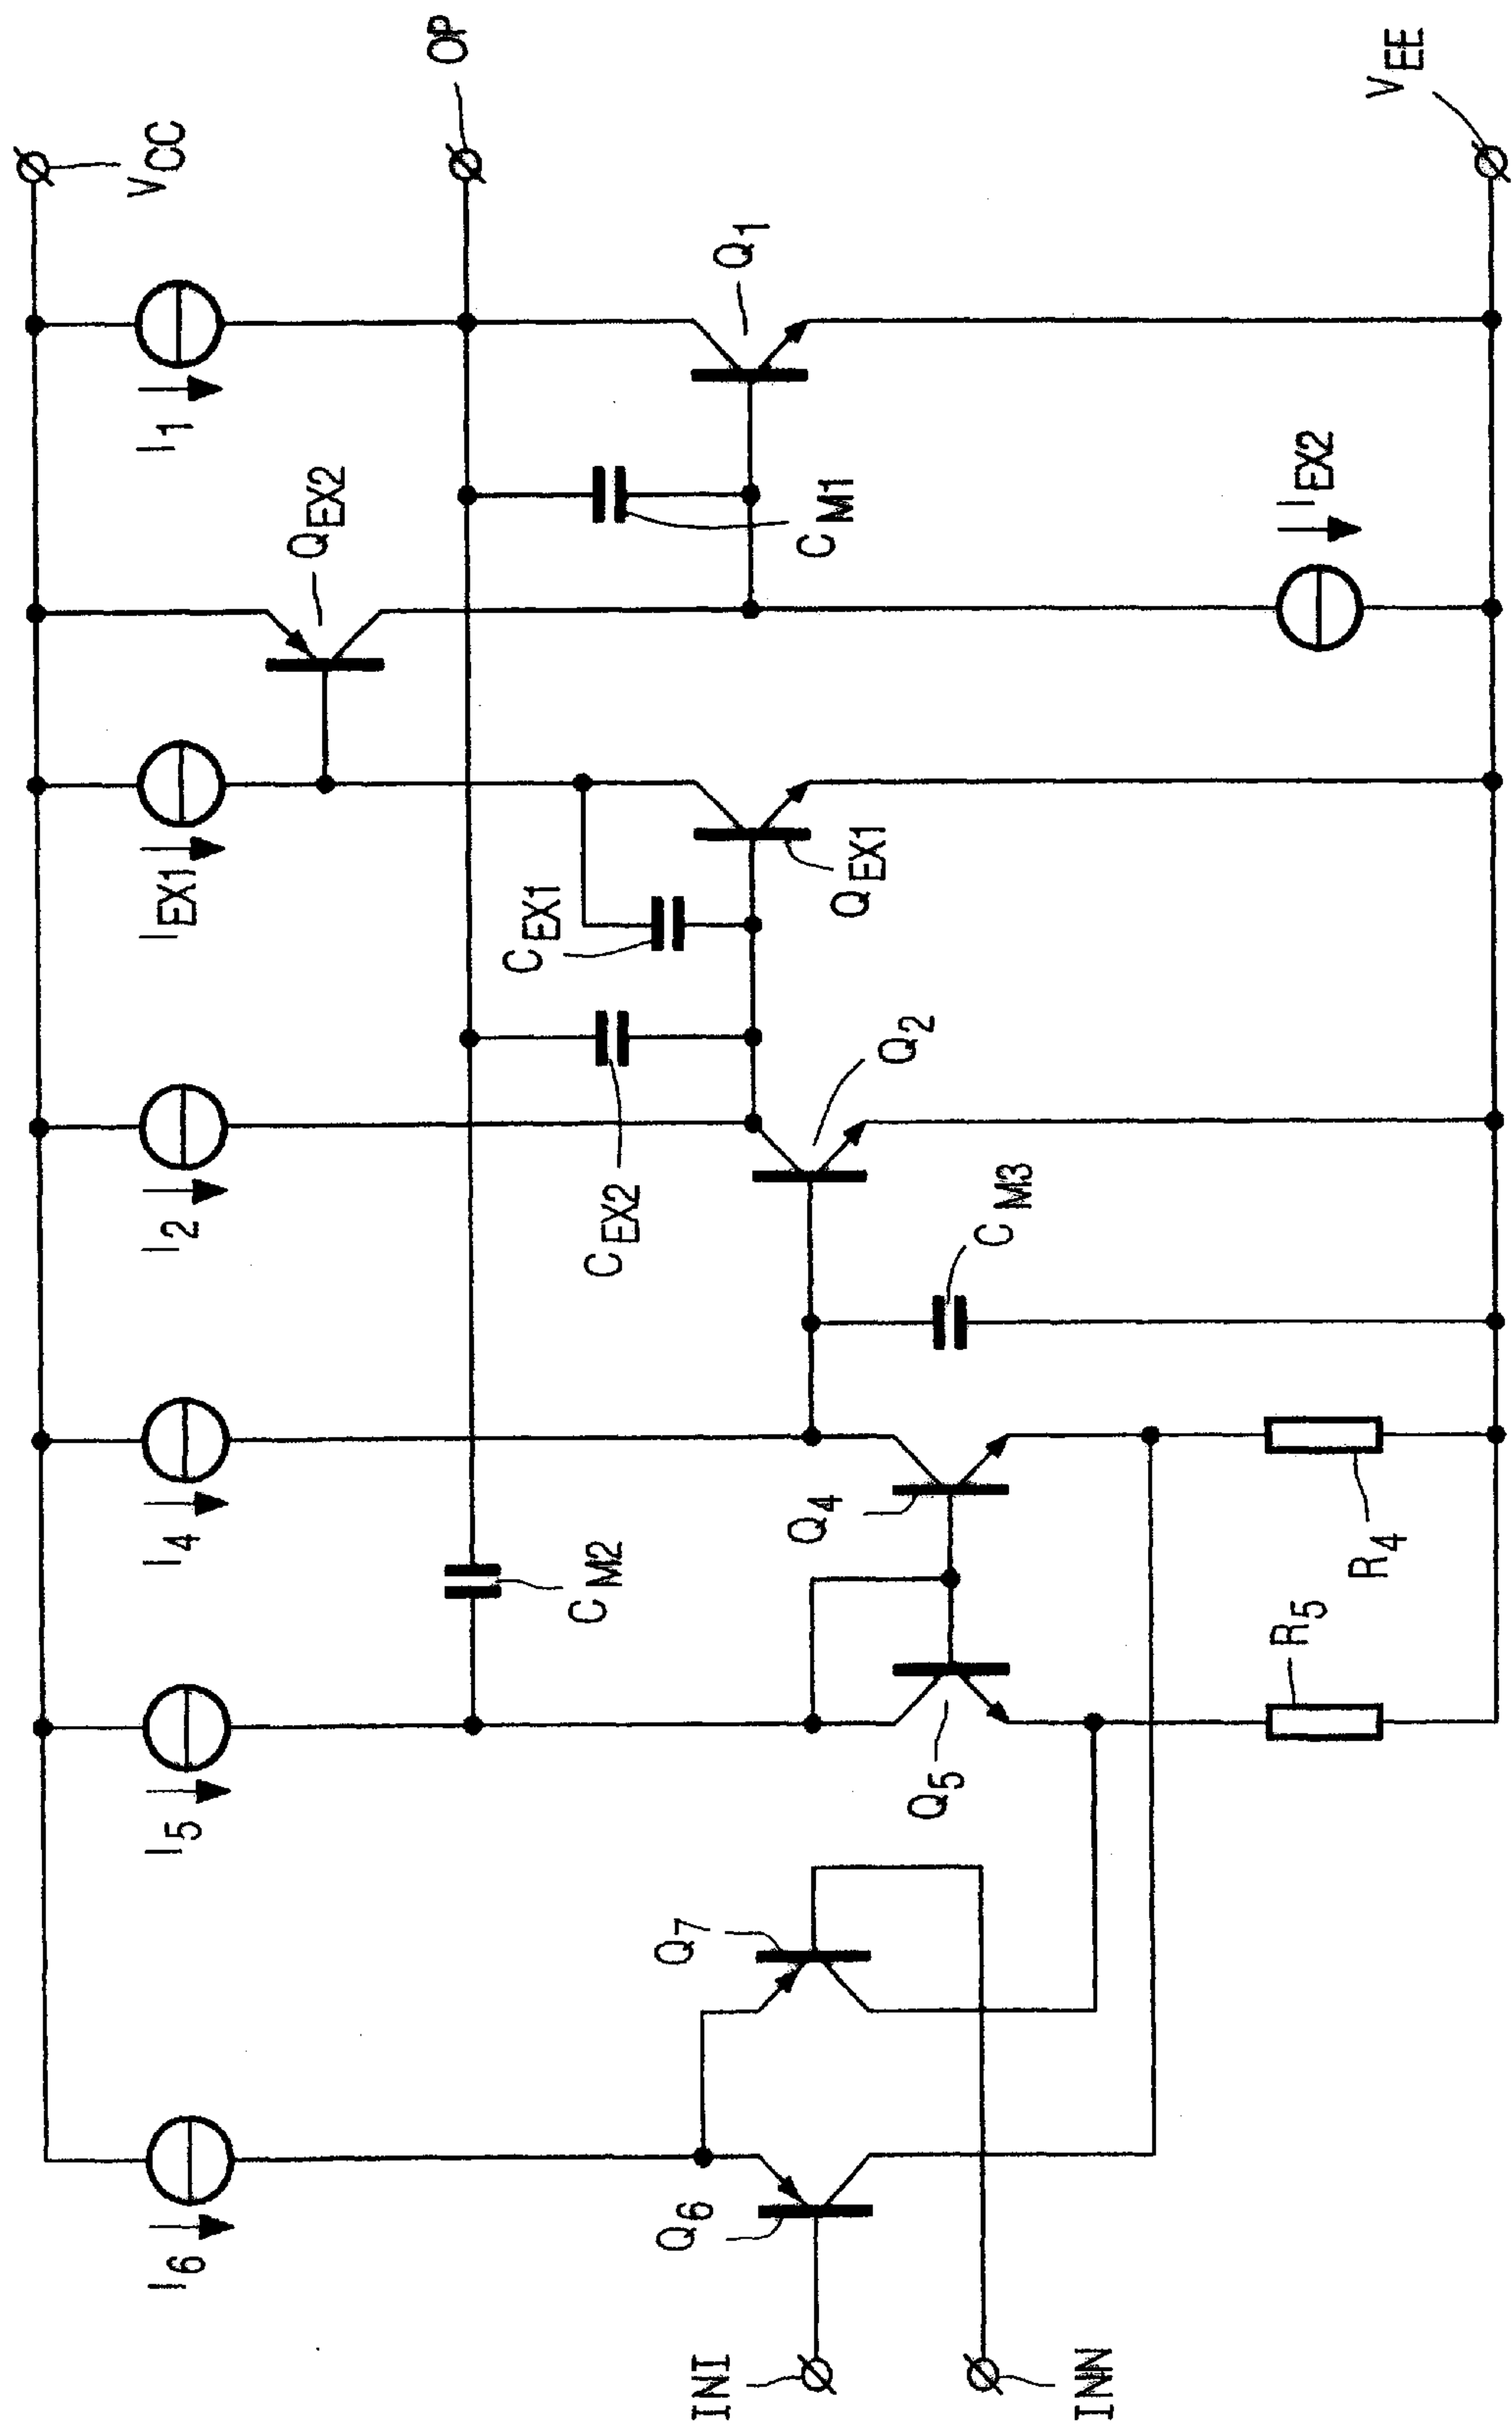 VCC
OP
VEE
I1
QEX2
Q1
IEX1
CM1
IEX2
CEX1
QEX1
I2
CEX2
Q2
I4
CM3
CM2
Q4
R4
I5
Q5
R5
Q7
I6
Q6
INI
INN